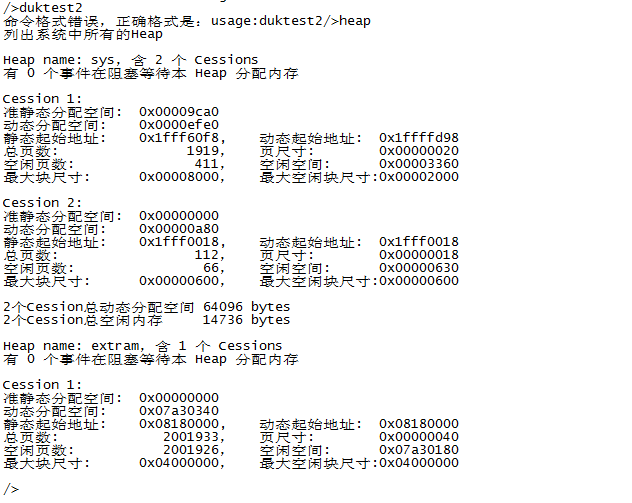 />duktest2
命令格式错误，正确格式是：usage:duktest2/>heap
列出系统中所有的Heap
Heap name: sys，含 2 个 Cessions
有 0 个事件在阻塞等待本 Heap 分配内存
Cession 1:
准静态分配空间: 0x00009ca0
动态分配空间: 0x0000efe0
静态起始地址: 0x1fff60f8, 动态起始地址: 0x1ffffd98
总页数: 1919, 页尺寸: 0x00000020
空闲页数: 411, 空闲空间: 0x00003360
最大块尺寸: 0x00008000, 最大空闲块尺寸:0x00002000
Cession 2:
准静态分配空间: 0x00000000
动态分配空间: 0x00000a80
静态起始地址: 0x1fff0018, 动态起始地址: 0x1fff0018
总页数: 112, 页尺寸: 0x00000018
空闲页数: 66, 空闲空间: 0x00000630
最大块尺寸: 0x00000600, 最大空闲块尺寸:0x00000600
2个Cession总动态分配空间 64096 bytes
2个Cession总空闲内存 14736 bytes
Heap name: extram，含 1 个 Cessions
有 0 个事件在阻塞等待本 Heap 分配内存
Cession 1:
准静态分配空间: 0x00000000
动态分配空间: 0x07a30340
静态起始地址: 0x08180000, 动态起始地址: 0x08180000
总页数: 2001933, 页尺寸: 0x00000040
空闲页数: 2001926, 空闲空间: 0x07a30180
最大块尺寸: 0x04000000, 最大空闲块尺寸:0x04000000
/>